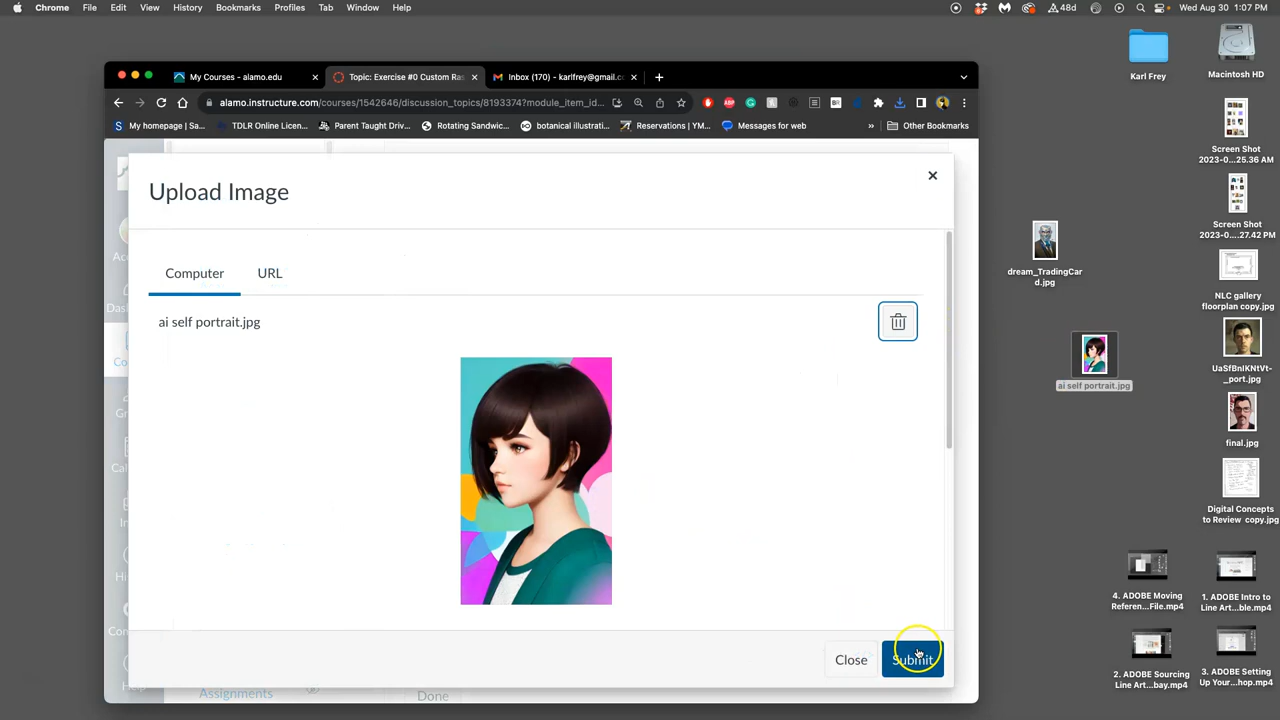 Chrome File Edit View History Bookmarks Profiles Tab Window Help 48d Wed Aug 30 1:07 PM
My Courses - alamo.edu Topic: Exercise #0 Custom Ras Inbox (170) - karlfrey@gmail.c
alamo.instructure.com/courses/1542646/discussion_topics/8193374?module_item_id...
My homepage | Sa... TDLR Online Licen... Parent Taught Driv... Rotating Sandwic... botanical illustrati... Reservations | YM... Messages for web » Other Bookmarks
Upload Image
Computer URL
ai self portrait.jpg
Close Submit
Assignments
Done
Karl Frey
Macintosh HD
Screen Shot
2023-0...25.36 AM
Screen Shot
2023-0...27.42 PM
dream_TradingCar
d.jpg
NLC gallery
floorplan copy.jpg
ai self portrait.jpg
UaSfBnIKNtVt-
_port.jpg
final.jpg
Digital Concepts
to Review copy.jpg
4. ADOBE Moving
Referen...File.mp4
1. ADOBE Intro to
Line Art...ble.mp4
2. ADOBE Sourcing
Line Art...bay.mp4
3. ADOBE Setting
Up Your...hop.mp4